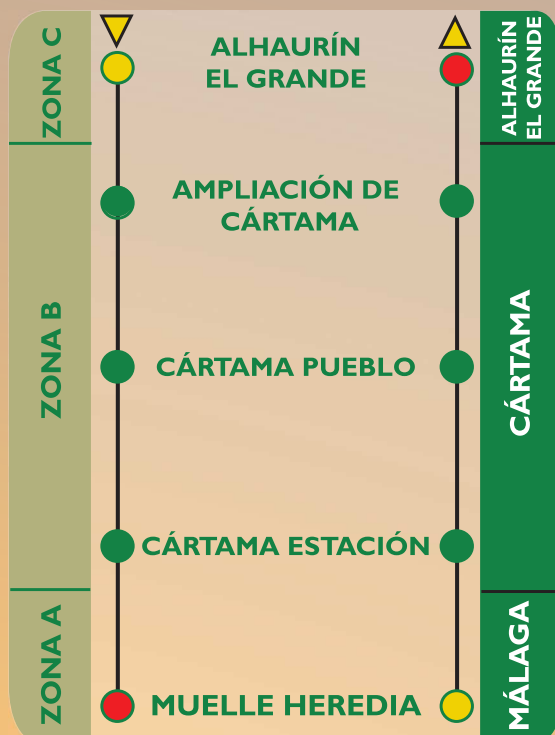 ZONA C
ALHAURÍN
EL GRANDE
ALHAURÍN
EL GRANDE
AMPLIACIÓN DE
CÁRTAMA
ZONA B
CÁRTAMA PUEBLO
CÁRTAMA
CÁRTAMA ESTACIÓN
ZONA A
MUELLE HEREDIA
MÁLAGA